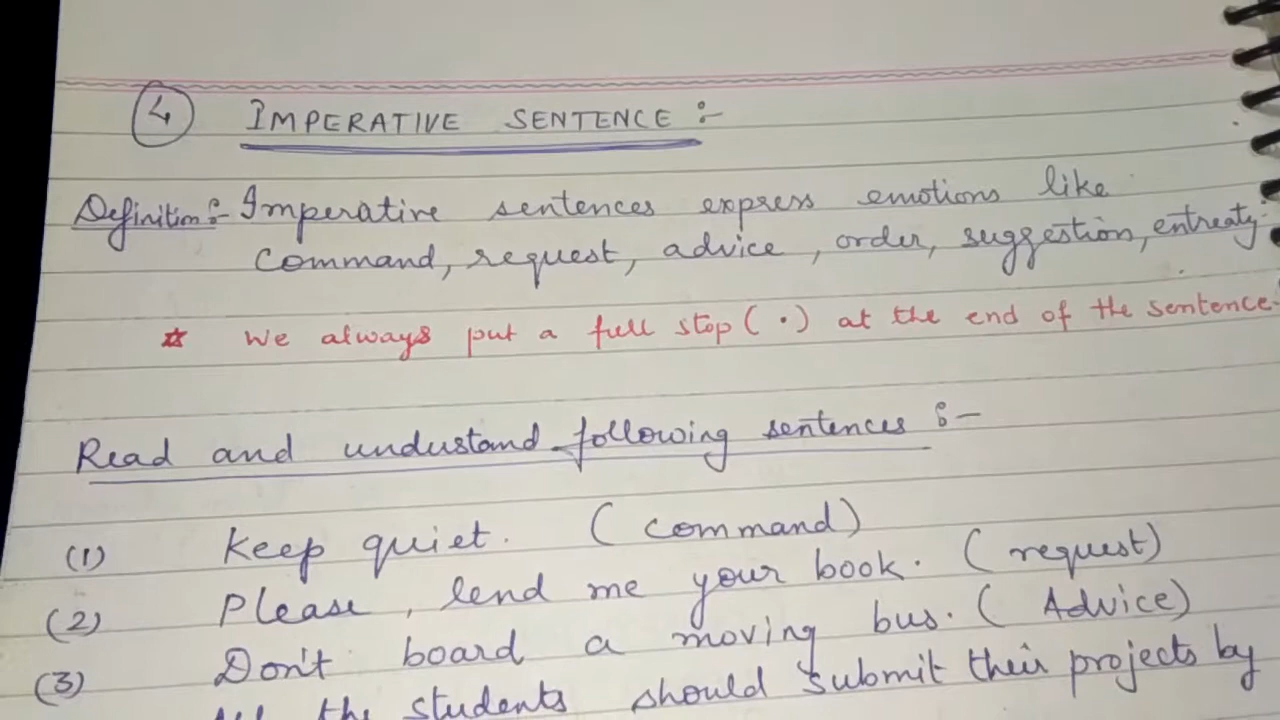 4 IMPERATIVE SENTENCE :-
Definition :- Imperative sentences express emotions like
Command, request, advice, order, suggestion, entreaty.
☆ We always put a full stop (.) at the end of the sentence.
Read and understand following sentences :-
(1) Keep quiet. (command)
(2) Please, lend me your book. (request)
(3) Don't board a moving bus. (Advice)
All the students should submit their projects by